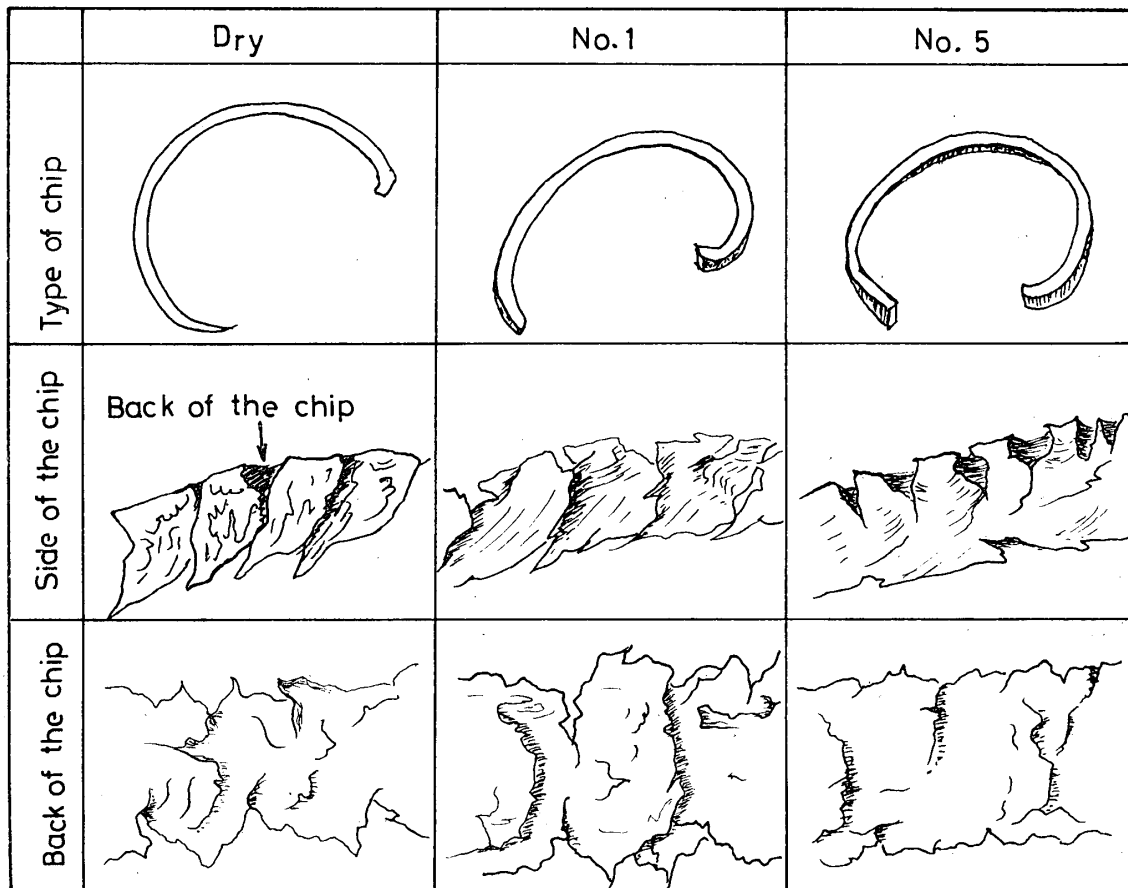 Dry
No. 1
No. 5
Type of chip
Side of the chip
Back of the chip
Back of the chip